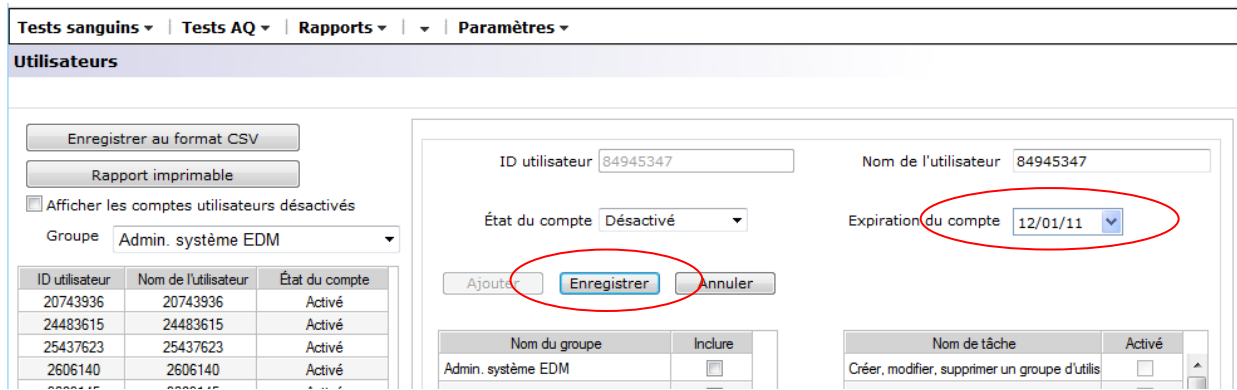 Tests sanguins | Tests AQ | Rapports | | Paramètres
Utilisateurs
Enregistrer au format CSV
Rapport imprimable
Afficher les comptes utilisateurs désactivés
Groupe Admin. système EDM
ID utilisateur Nom de l'utilisateur État du compte
20743936 20743936 Activé
24483615 24483615 Activé
25437623 25437623 Activé
2606140 2606140 Activé
ID utilisateur 84945347 Nom de l'utilisateur 84945347
État du compte Désactivé Expiration du compte 12/01/11
Ajouter Enregistrer Annuler
Nom du groupe Inclure
Admin. système EDM
Nom de tâche Activé
Créer, modifier, supprimer un groupe d'utilis